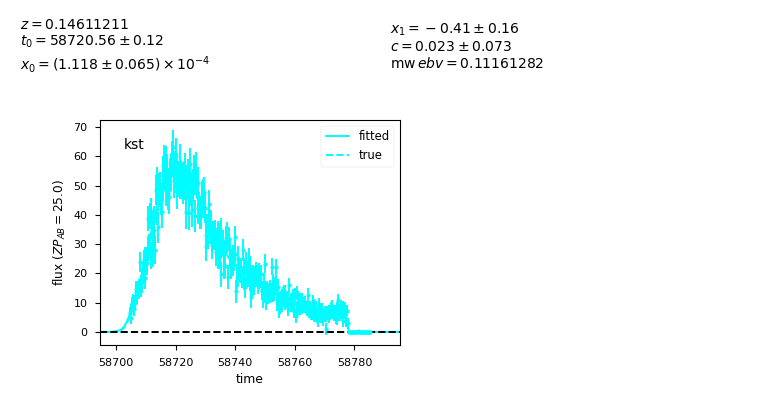 z = 0.14611211
t₀ = 58720.56 ± 0.12
x₀ = (1.118 ± 0.065) × 10⁻⁴
x₁ = −0.41 ± 0.16
c = 0.023 ± 0.073
mw ebv = 0.11161282
kst
fitted
true
flux (ZP_AB = 25.0)
70
60
50
40
30
20
10
0
58700 58720 58740 58760 58780
time